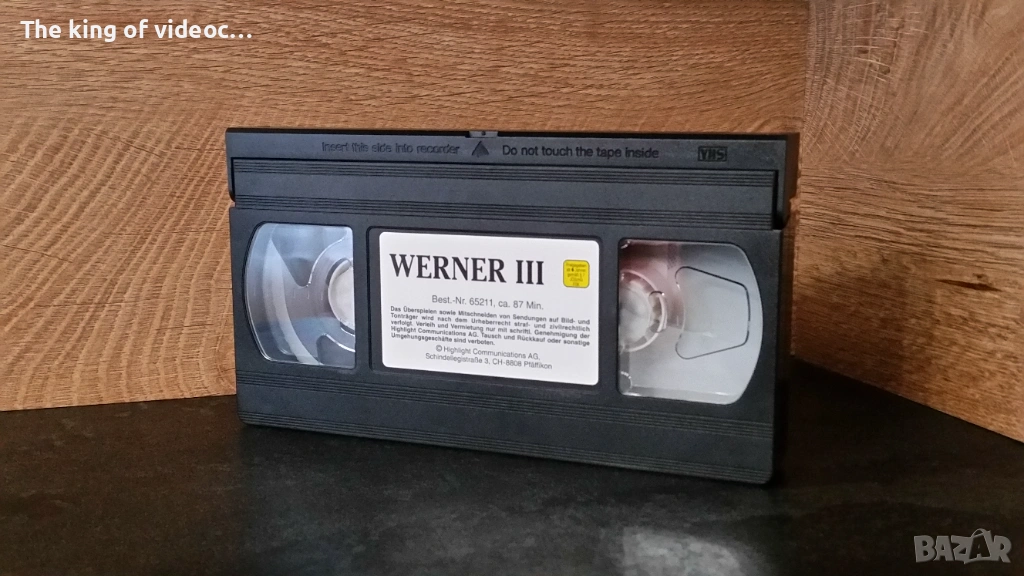 The king of videoc...
Insert this side into recorder Do not touch the tape inside VHS
WERNER III
Best.-Nr. 65211, ca. 87 Min.
Das Überspielen sowie Mitschneiden von Sendungen auf Bild- und
Tonträger wird nach dem Urheberrecht straf- und zivilrechtlich
verfolgt. Verleih und Vermietung nur mit schriftl. Genehmigung der
Highlight Communications AG. Tausch und Rückkauf oder sonstige
Umgehungsgeschäfte sind verboten.
© Highlight Communications AG,
Schindellegistraße 3, CH-8808 Pfäffikon
BAZAR